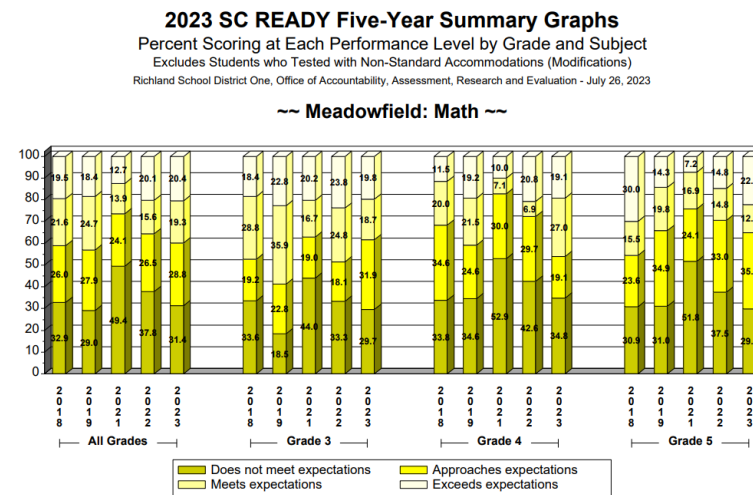 2023 SC READY Five-Year Summary Graphs
Percent Scoring at Each Performance Level by Grade and Subject
Excludes Students who Tested with Non-Standard Accommodations (Modifications)
Richland School District One, Office of Accountability, Assessment, Research and Evaluation - July 26, 2023
~~ Meadowfield: Math ~~
100
90
80
70
60
50
40
30
20
10
0
19.5 18.4 12.7 20.1 20.4 18.4 22.8 20.2 23.8 19.8 11.5 19.2 10.0 20.8 19.1 30.0 14.3 7.2 14.8 22.
21.6 24.7 13.9 15.6 19.3 28.8 35.9 16.7 24.8 18.7 20.0 21.5 7.1 6.9 27.0 15.5 19.8 16.9 14.8 12.
26.0 27.9 24.1 26.5 28.8 19.2 22.8 19.0 18.1 31.9 34.6 24.6 30.0 29.7 19.1 23.6 34.9 24.1 33.0 35.
32.9 29.0 49.4 37.8 31.4 33.6 18.5 44.0 33.3 29.7 33.8 34.6 52.9 42.6 34.8 30.9 31.0 51.8 37.5 29.
2018 2019 2021 2022 2023 2018 2019 2021 2022 2023 2018 2019 2021 2022 2023 2018 2019 2021 2022 2023
All Grades Grade 3 Grade 4 Grade 5
Does not meet expectations Approaches expectations
Meets expectations Exceeds expectations